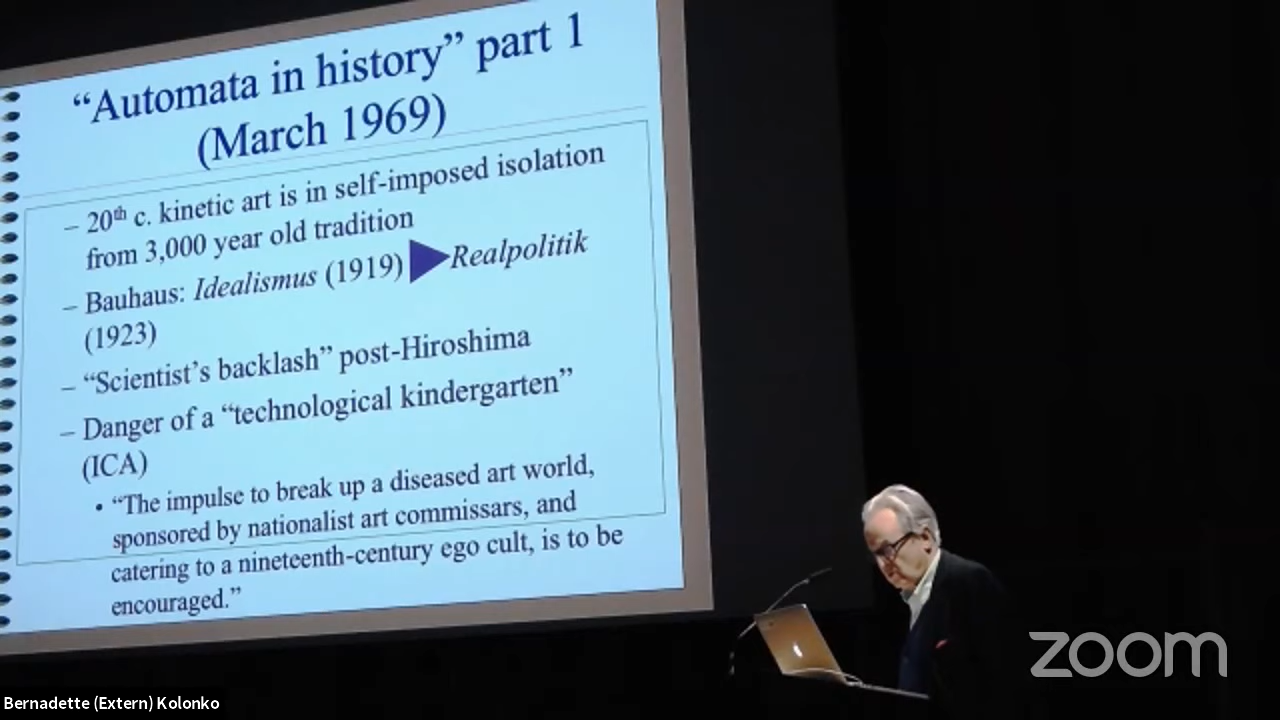 “Automata in history” part 1
(March 1969)
– 20th c. kinetic art is in self-imposed isolation
from 3,000 year old tradition
– Bauhaus: Idealismus (1919) Realpolitik
(1923)
– “Scientist’s backlash” post-Hiroshima
– Danger of a “technological kindergarten”
(ICA)
• “The impulse to break up a diseased art world,
sponsored by nationalist art commissars, and
catering to a nineteenth-century ego cult, is to be
encouraged.”
zoom
Bernadette (Extern) Kolonko